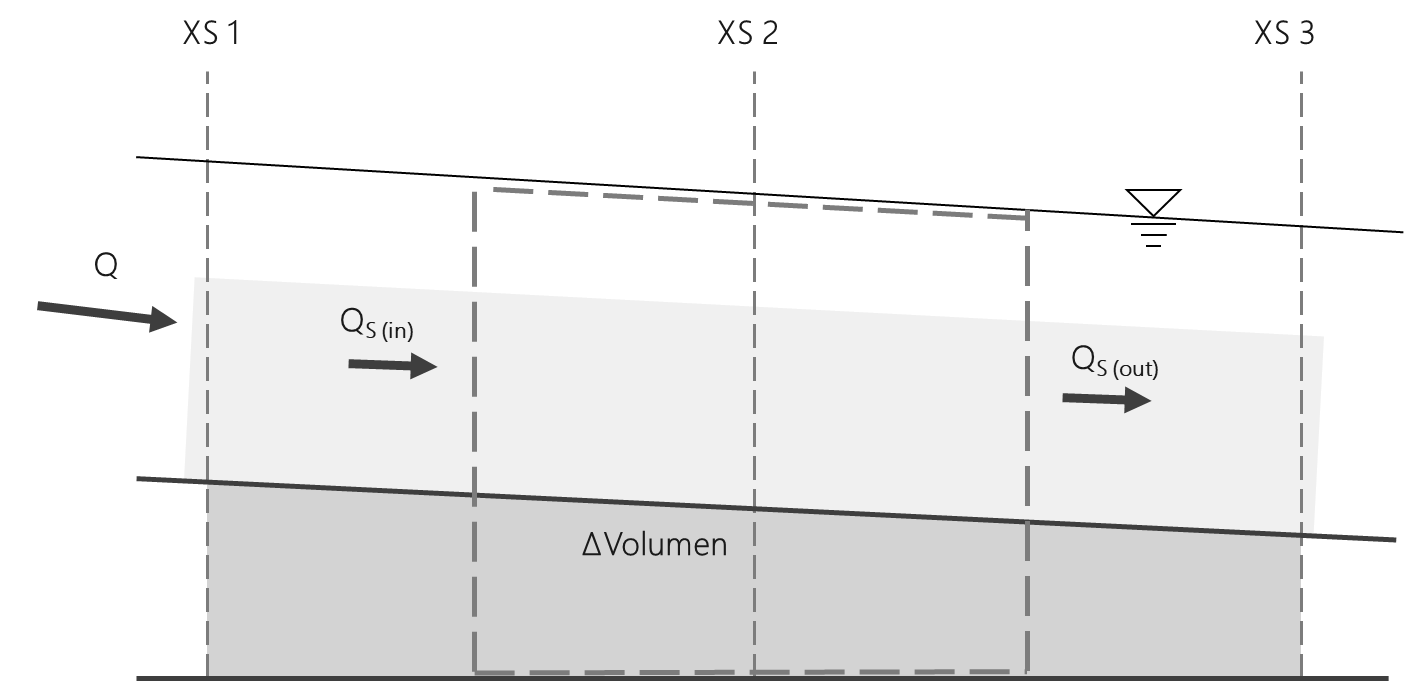 XS 1
XS 2
XS 3
Q
QS (in)
QS (out)
ΔVolumen